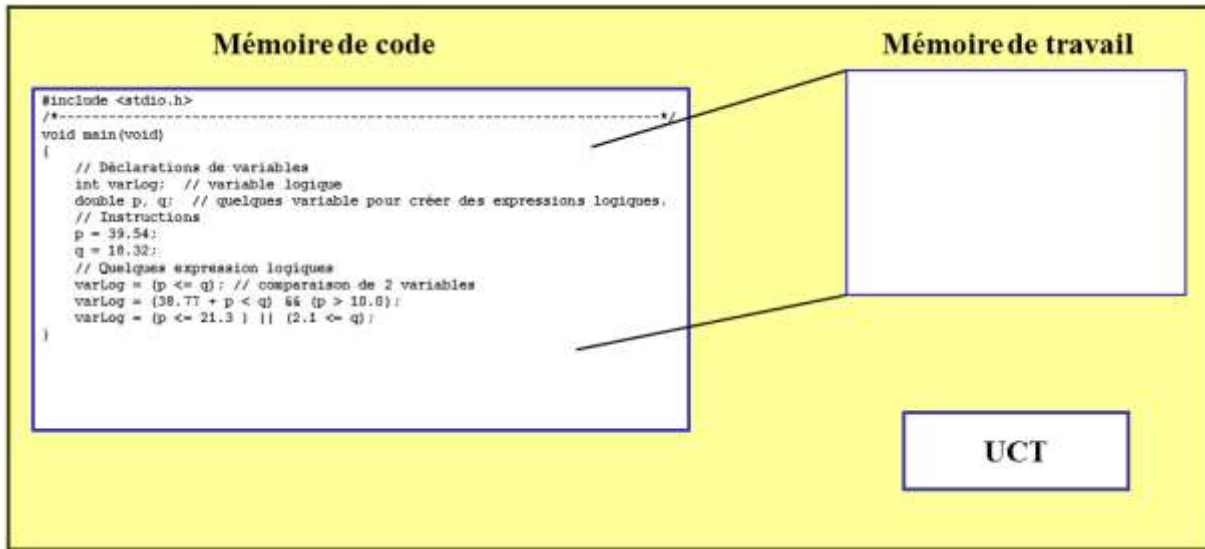 Mémoire de code
Mémoire de travail
#include <stdio.h>
/*---------------------------------------------------------------------------*/
void main(void)
{
// Déclarations de variables
int varLog; // variable logique
double p, q; // quelques variable pour créer des expressions logiques.
// Instructions
p = 39.54;
q = 18.32;
// Quelques expression logiques
varLog = (p <= q); // comparaison de 2 variables
varLog = (38.77 + p < q) && (p > 10.0);
varLog = (p <= 21.3 ) || (2.1 <= q);
}
UCT